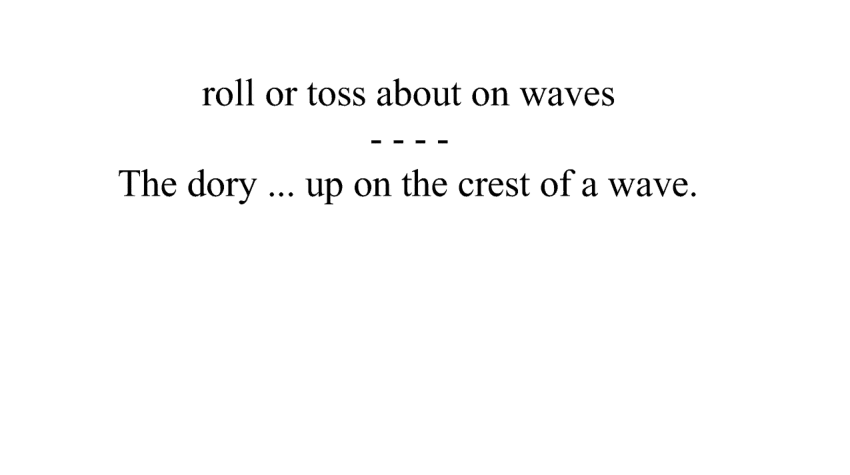 roll or toss about on waves
- - - -
The dory ... up on the crest of a wave.